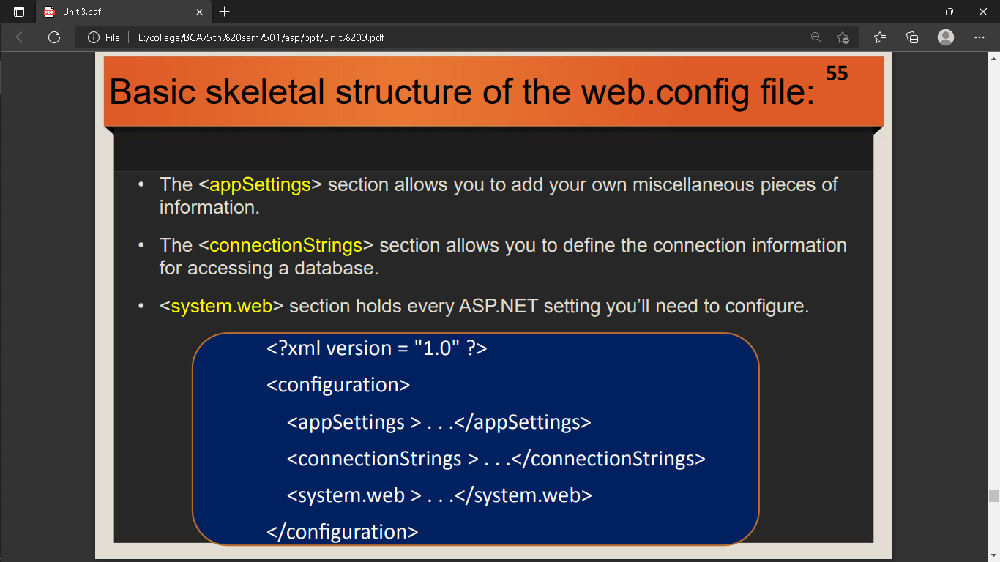 Unit 3.pdf
File
E:/college/BCA/5th%20sem/501/asp/ppt/Unit%203.pdf
55
Basic skeletal structure of the web.config file:
• The <appSettings> section allows you to add your own miscellaneous pieces of
information.
• The <connectionStrings> section allows you to define the connection information
for accessing a database.
• <system.web> section holds every ASP.NET setting you’ll need to configure.
<?xml version = "1.0" ?>
<configuration>
<appSettings > . . .</appSettings>
<connectionStrings > . . .</connectionStrings>
<system.web > . . .</system.web>
</configuration>